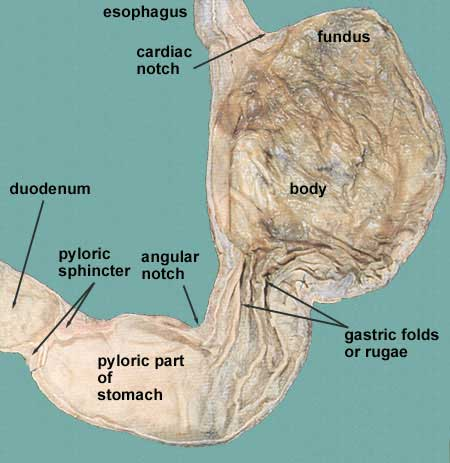 esophagus
fundus
cardiac
notch
body
duodenum
pyloric
sphincter
angular
notch
gastric folds
or rugae
pyloric part
of
stomach